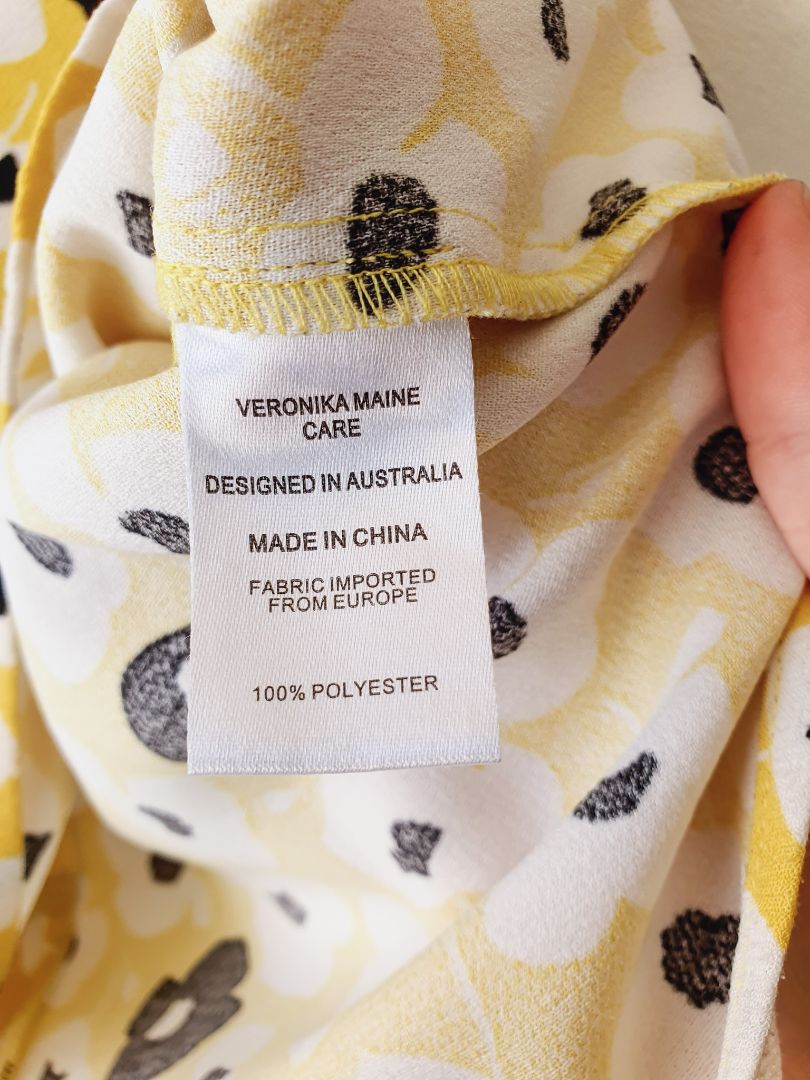 VERONIKA MAINE
CARE
DESIGNED IN AUSTRALIA
MADE IN CHINA
FABRIC IMPORTED
FROM EUROPE
100% POLYESTER